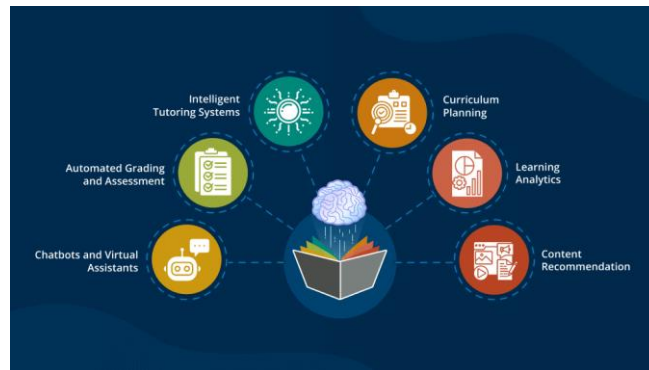 Intelligent
Tutoring Systems
Curriculum
Planning
Automated Grading
and Assessment
Learning
Analytics
Chatbots and Virtual
Assistants
Content
Recommendation